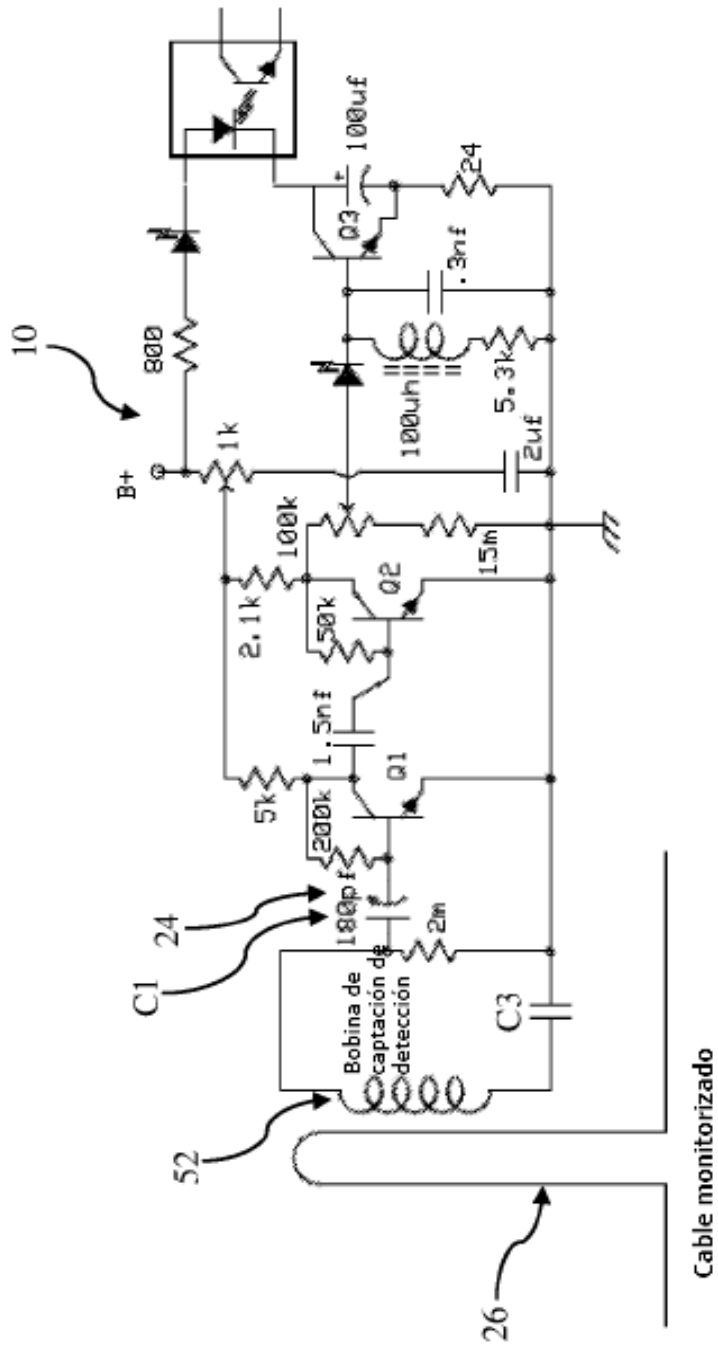 10
B+
800
1k
100uf
24
Q3
.3nf
100uh
5.3k
2uf
100k
15m
2.1k
50k
Q2
1.5nf
5k
200k
Q1
24
C1
180pf
2m
Bobina de
captación de
detección
C3
52
26
Cable monitorizado